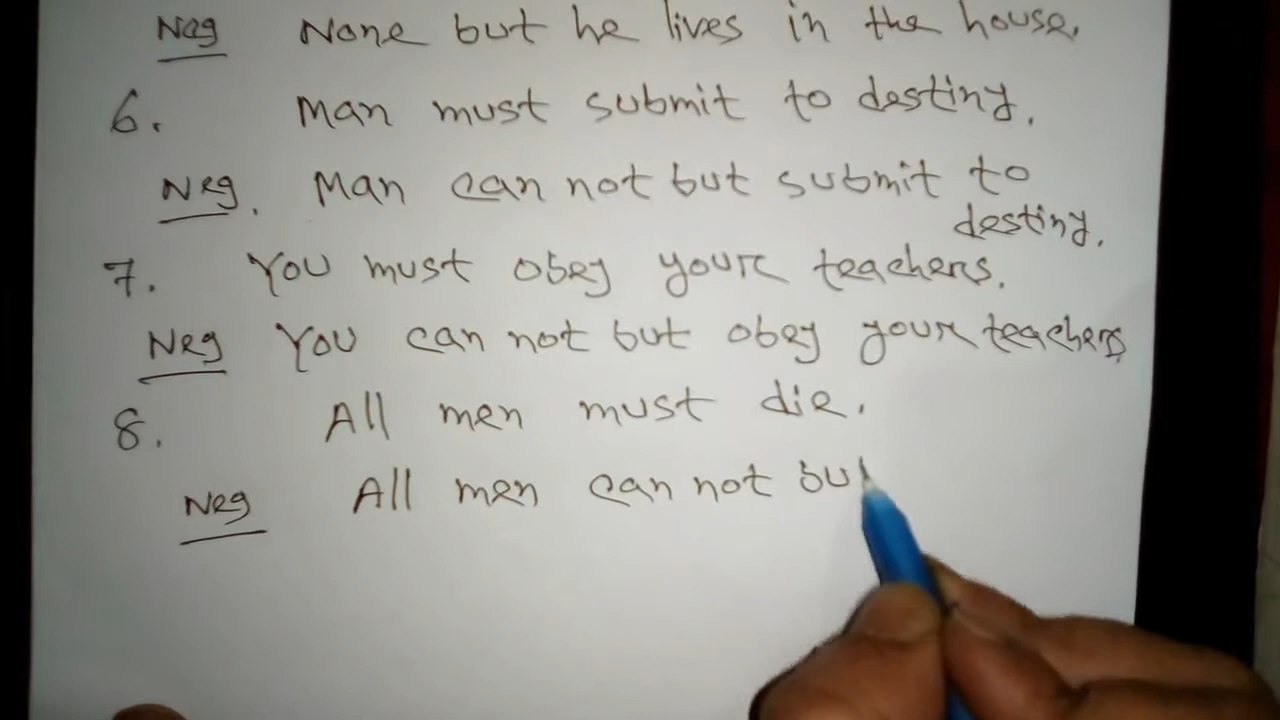 Neg None but he lives in the house.
6. Man must submit to destiny.
Neg. Man can not but submit to
destiny.
7. You must obey your teachers.
Neg You can not but obey your teachers
8. All men must die.
Neg All men can not bu